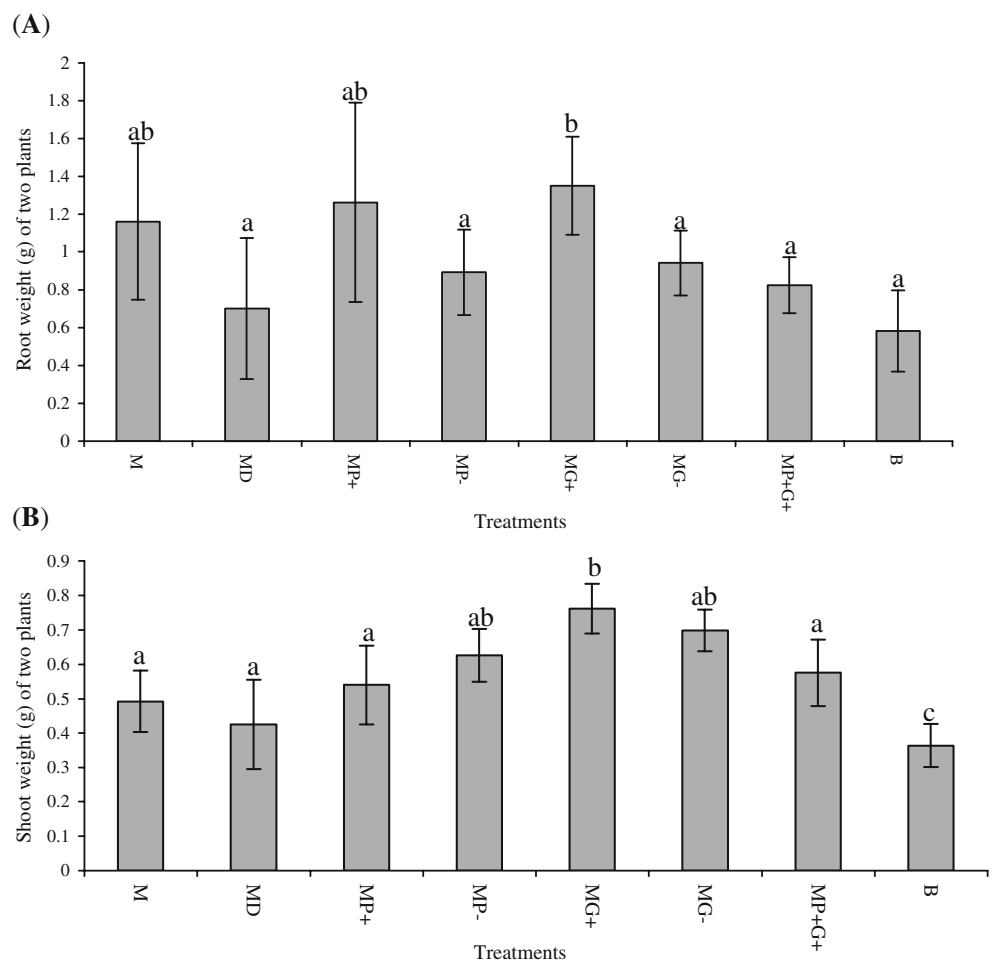 (A)
Root weight (g) of two plants
2
1.8
1.6
1.4
1.2
1
0.8
0.6
0.4
0.2
0
ab
a
ab
a
b
a
a
a
M
MD
MP+
MP-
MG+
MG-
MP+G+
B
Treatments
(B)
Shoot weight (g) of two plants
0.9
0.8
0.7
0.6
0.5
0.4
0.3
0.2
0.1
0
a
a
a
ab
b
ab
a
c
M
MD
MP+
MP-
MG+
MG-
MP+G+
B
Treatments